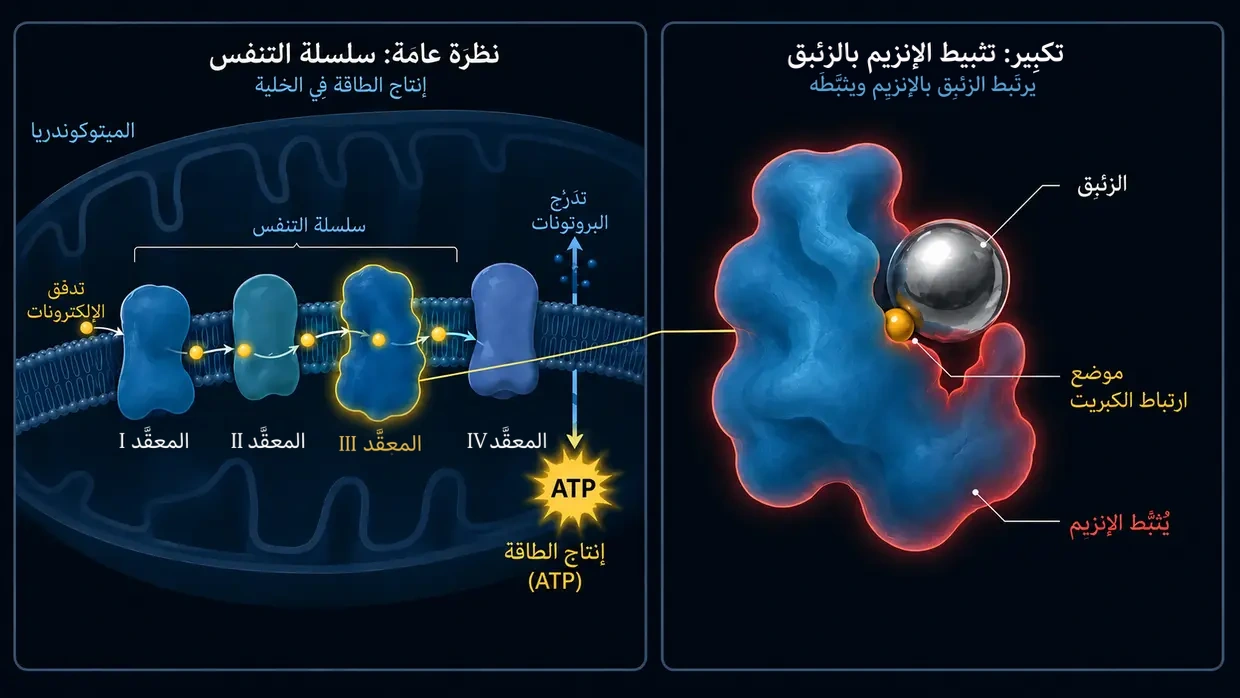 نظرَة عامَة: سلسلة التنفس
إنتاج الطاقة فِي الخلية
الميتوكوندريا
تدَرُج
البروتونات
سلسلة التنفس
تدفق
الإلكترونات
المعقَّد I
المعقَّد II
المعقَّد III
المعقَّد IV
ATP
إنتاج الطاقة
(ATP)
تكبِير: تثبيط الإنزيم بالزئبق
يرتَبط الزئبِق بالإنزيِم ويثبَّطَه
الزئبِق
موضع
ارتباط الكبريت
يُثبَّط الإنزيِم